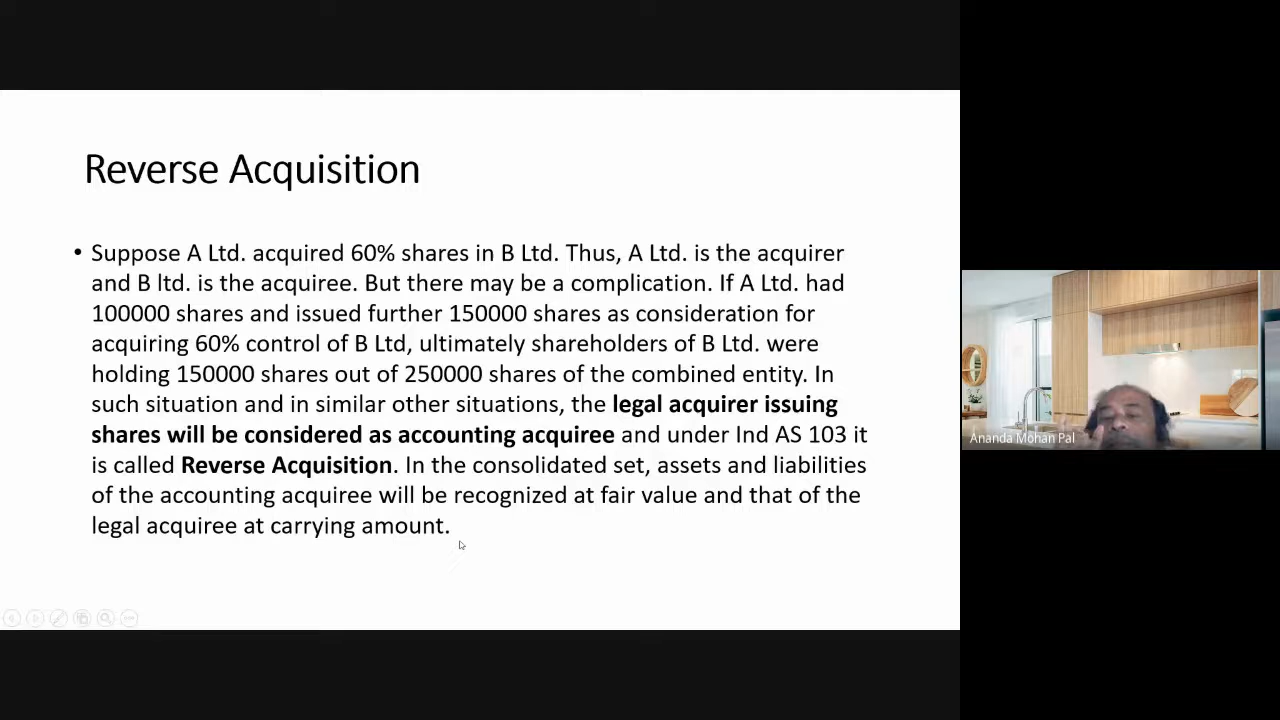 Reverse Acquisition
• Suppose A Ltd. acquired 60% shares in B Ltd. Thus, A Ltd. is the acquirer
and B ltd. is the acquiree. But there may be a complication. If A Ltd. had
100000 shares and issued further 150000 shares as consideration for
acquiring 60% control of B Ltd, ultimately shareholders of B Ltd. were
holding 150000 shares out of 250000 shares of the combined entity. In
such situation and in similar other situations, the legal acquirer issuing
shares will be considered as accounting acquiree and under Ind AS 103 it
is called Reverse Acquisition. In the consolidated set, assets and liabilities
of the accounting acquiree will be recognized at fair value and that of the
legal acquiree at carrying amount.
Ananda Mohan Pal